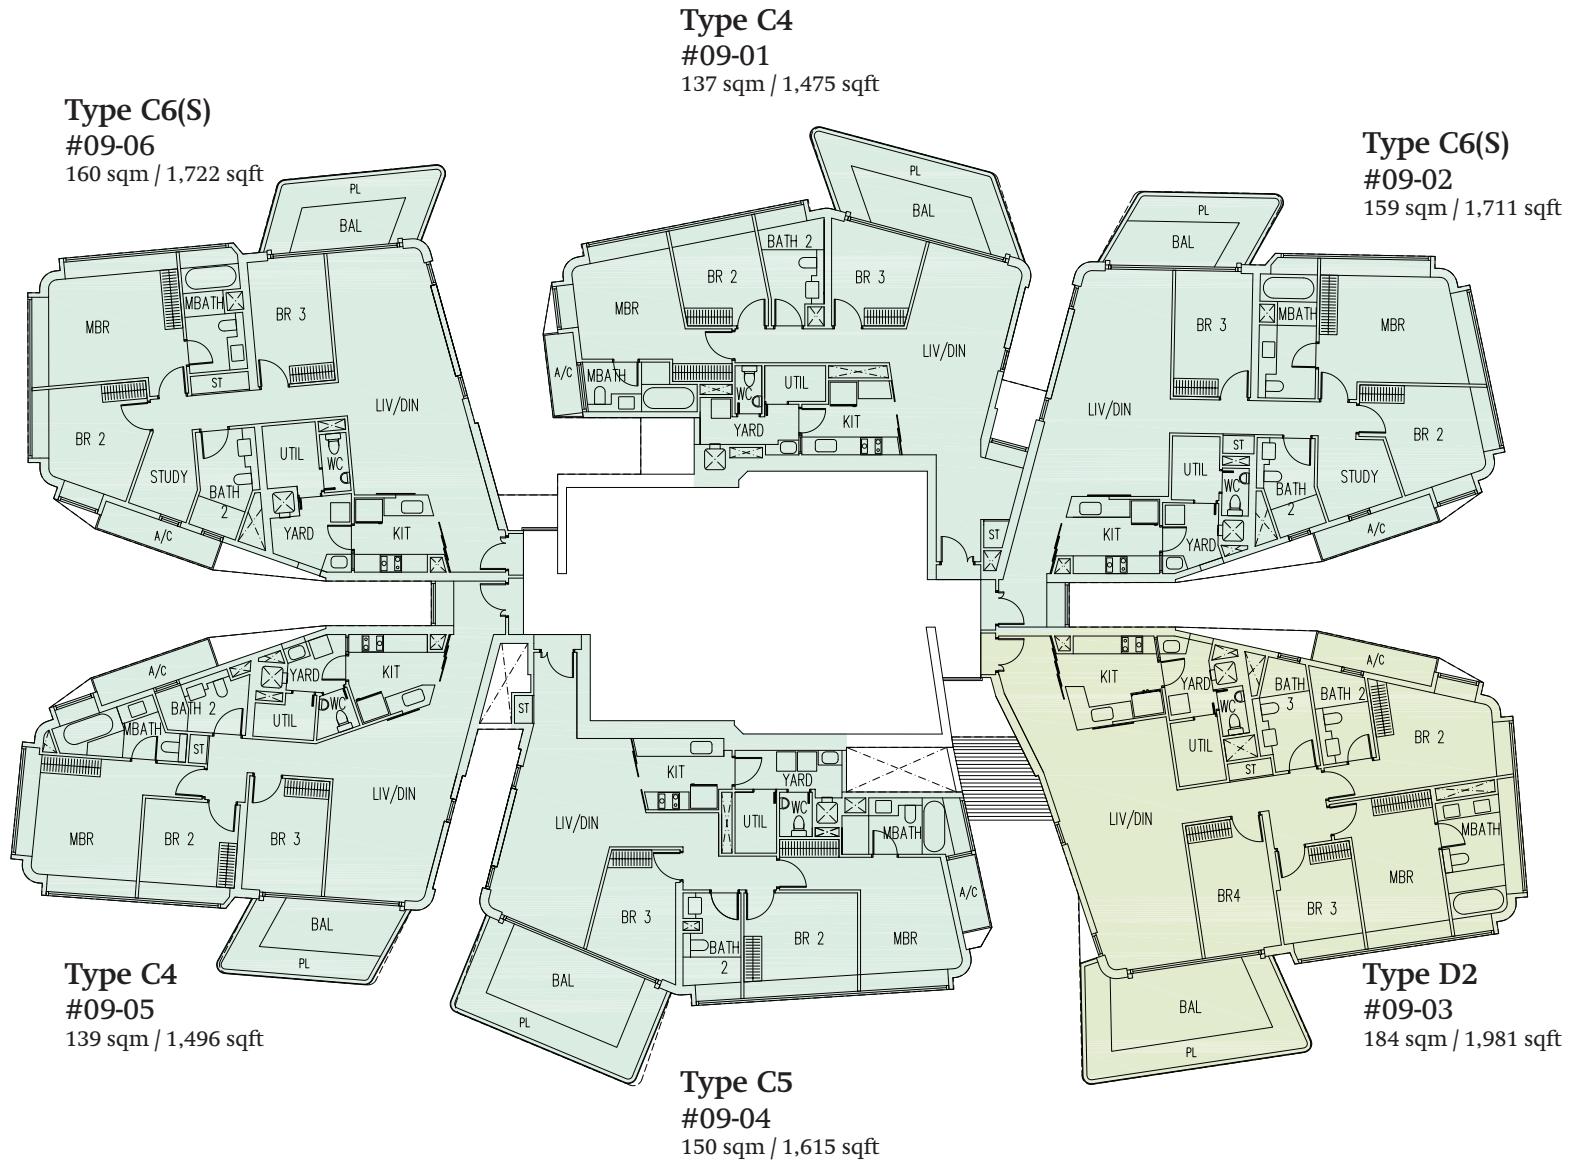 Type C4
#09-01
137 sqm / 1,475 sqft
Type C6(S)
#09-06
160 sqm / 1,722 sqft
Type C6(S)
#09-02
159 sqm / 1,711 sqft
PL
BAL
MBR
MBATH
BR 3
ST
BR 2
LIV/DIN
STUDY
BATH
2
UTIL
WC
YARD
KIT
A/C
PL
BAL
BATH 2
BR 2
BR 3
MBR
LIV/DIN
A/C
MBATH
WC
UTIL
YARD
KIT
ST
PL
BAL
BR 3
MBATH
MBR
LIV/DIN
BR 2
ST
UTIL
WC
BATH
2
STUDY
KIT
YARD
A/C
A/C
YARD
KIT
BATH 2
WC
MBATH
UTIL
ST
LIV/DIN
MBR
BR 2
BR 3
BAL
PL
ST
KIT
YARD
WC
UTIL
LIV/DIN
MBATH
A/C
BR 3
BATH
2
BR 2
MBR
BAL
PL
A/C
KIT
YARD
BATH
3
BATH 2
WC
UTIL
BR 2
ST
LIV/DIN
MBATH
MBR
BR4
BR 3
BAL
PL
Type C4
#09-05
139 sqm / 1,496 sqft
Type D2
#09-03
184 sqm / 1,981 sqft
Type C5
#09-04
150 sqm / 1,615 sqft